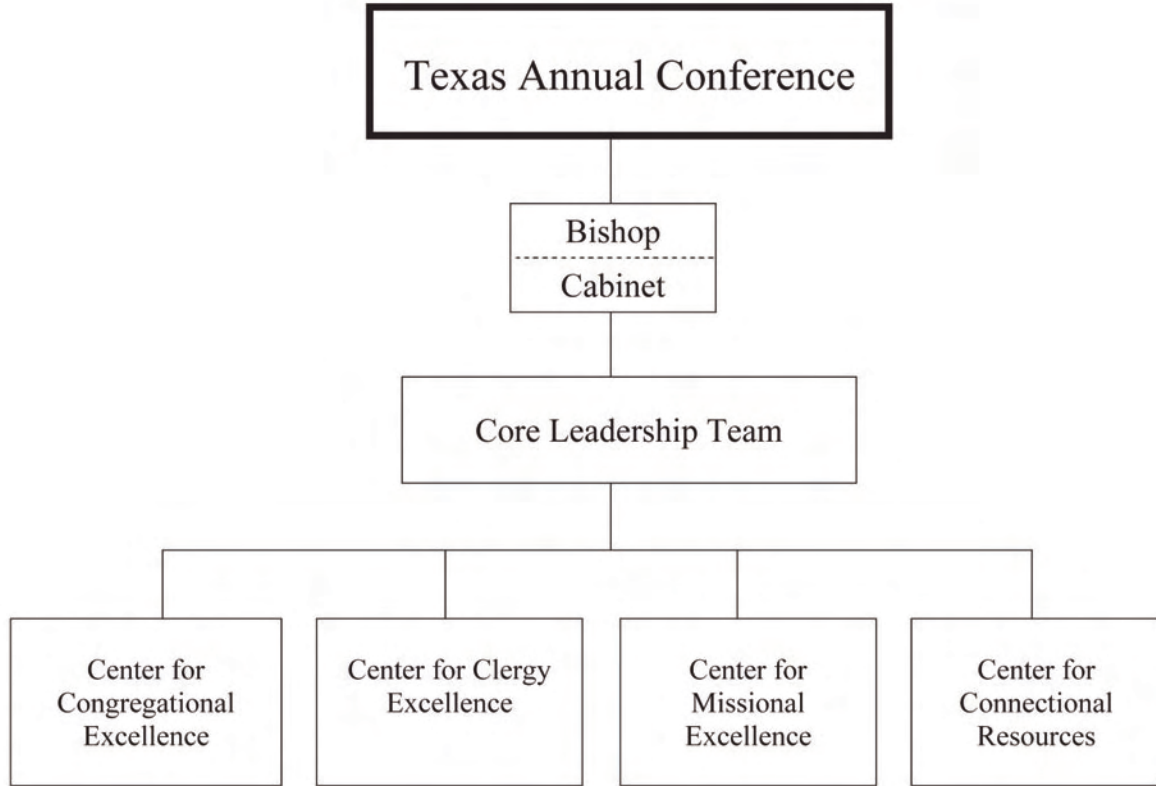 Texas Annual Conference
Bishop
Cabinet
Core Leadership Team
Center for
Congregational
Excellence
Center for Clergy
Excellence
Center for
Missional
Excellence
Center for
Connectional
Resources